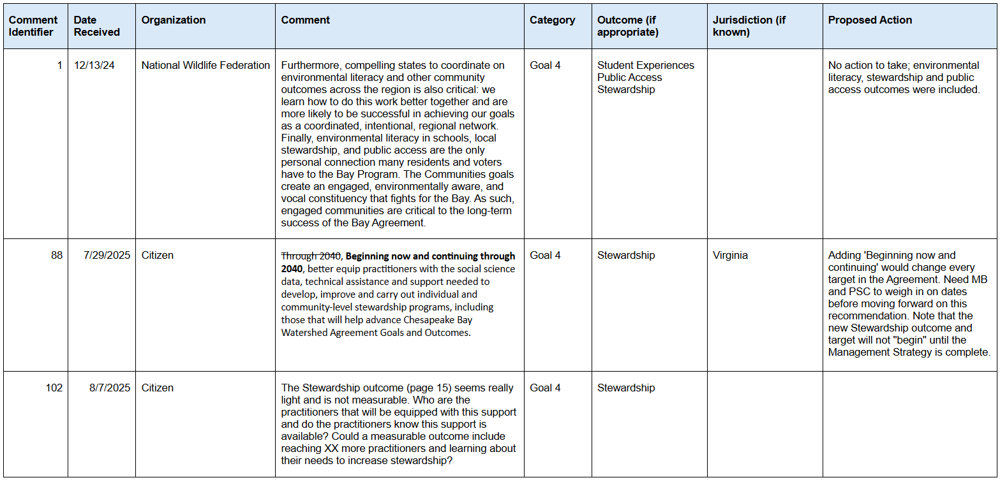 Comment Identifier
Date Received
Organization
Comment
Category
Outcome (if appropriate)
Jurisdiction (if known)
Proposed Action
1
12/13/24
National Wildlife Federation
Furthermore, compelling states to coordinate on
environmental literacy and other community
outcomes across the region is also critical: we
learn how to do this work better together and are
more likely to be successful in achieving our goals
as a coordinated, intentional, regional network.
Finally, environmental literacy in schools, local
stewardship, and public access are the only
personal connection many residents and voters
have to the Bay Program. The Communities goals
create an engaged, environmentally aware, and
vocal constituency that fights for the Bay. As such,
engaged communities are critical to the long-term
success of the Bay Agreement.
Goal 4
Student Experiences
Public Access
Stewardship
No action to take; environmental
literacy, stewardship and public
access outcomes were included.
88
7/29/2025
Citizen
Through 2040, Beginning now and continuing through
2040, better equip practitioners with the social science
data, technical assistance and support needed to
develop, improve and carry out individual and
community-level stewardship programs, including
those that will help advance Chesapeake Bay
Watershed Agreement Goals and Outcomes.
Goal 4
Stewardship
Virginia
Adding 'Beginning now and
continuing' would change every
target in the Agreement. Need MB
and PSC to weigh in on dates
before moving forward on this
recommendation. Note that the
new Stewardship outcome and
target will not "begin" until the
Management Strategy is complete.
102
8/7/2025
Citizen
The Stewardship outcome (page 15) seems really
light and is not measurable. Who are the
practitioners that will be equipped with this support
and do the practitioners know this support is
available? Could a measurable outcome include
reaching XX more practitioners and learning about
their needs to increase stewardship?
Goal 4
Stewardship